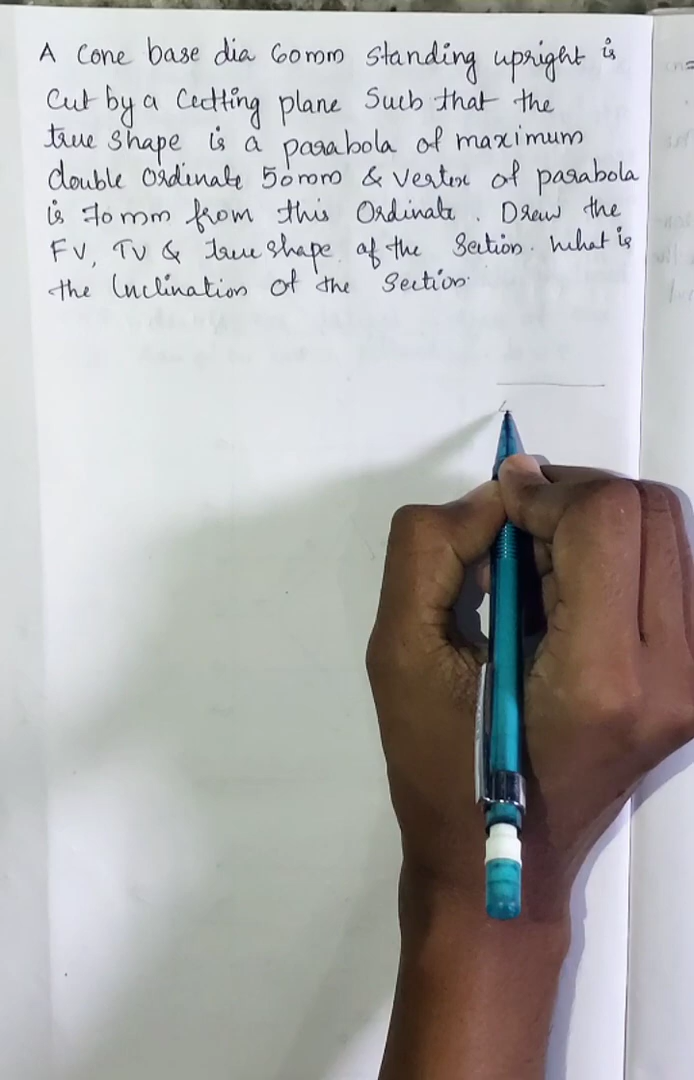 A Cone base dia 60mm Standing upright is
Cut by a Cutting plane Such that the
true shape is a parabola of maximum
double Ordinate 50mm & vertex of parabola
is 70mm from this Ordinate. Draw the
FV, TV & true shape of the Section. What is
the Inclination of the Section.